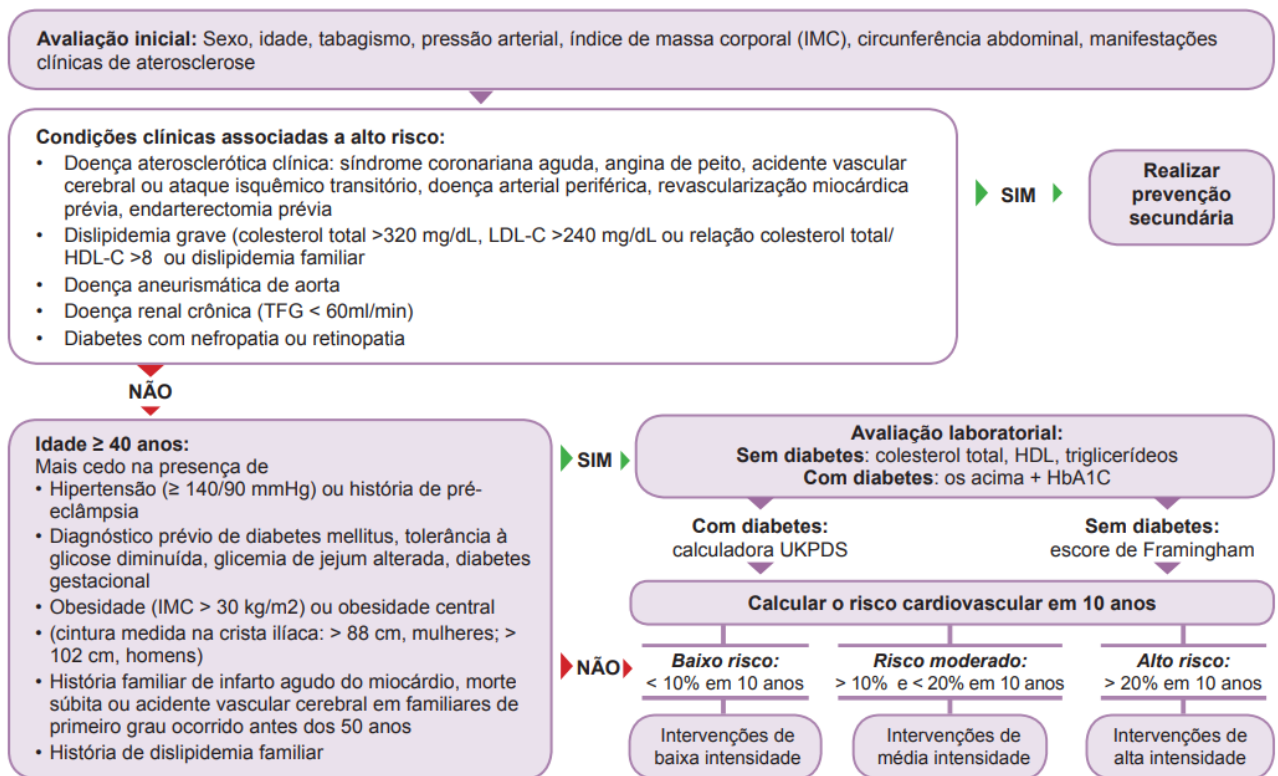 Avaliação inicial: Sexo, idade, tabagismo, pressão arterial, índice de massa corporal (IMC), circunferência abdominal, manifestações
clínicas de aterosclerose
Condições clínicas associadas a alto risco:
• Doença aterosclerótica clínica: síndrome coronariana aguda, angina de peito, acidente vascular
cerebral ou ataque isquêmico transitório, doença arterial periférica, revascularização miocárdica
prévia, endarterectomia prévia
• Dislipidemia grave (colesterol total >320 mg/dL, LDL-C >240 mg/dL ou relação colesterol total/
HDL-C >8 ou dislipidemia familiar
• Doença aneurismática de aorta
• Doença renal crônica (TFG < 60ml/min)
• Diabetes com nefropatia ou retinopatia
SIM
Realizar
prevenção
secundária
NÃO
Idade ≥ 40 anos:
Mais cedo na presença de
• Hipertensão (≥ 140/90 mmHg) ou história de pré-
eclâmpsia
• Diagnóstico prévio de diabetes mellitus, tolerância à
glicose diminuída, glicemia de jejum alterada, diabetes
gestacional
• Obesidade (IMC > 30 kg/m2) ou obesidade central
• (cintura medida na crista ilíaca: > 88 cm, mulheres; >
102 cm, homens)
• História familiar de infarto agudo do miocárdio, morte
súbita ou acidente vascular cerebral em familiares de
primeiro grau ocorrido antes dos 50 anos
• História de dislipidemia familiar
SIM
Avaliação laboratorial:
Sem diabetes: colesterol total, HDL, triglicerídeos
Com diabetes: os acima + HbA1C
Com diabetes:
calculadora UKPDS
Sem diabetes:
escore de Framingham
Calcular o risco cardiovascular em 10 anos
NÃO
Baixo risco:
< 10% em 10 anos
Risco moderado:
> 10% e < 20% em 10 anos
Alto risco:
> 20% em 10 anos
Intervenções de
baixa intensidade
Intervenções de
média intensidade
Intervenções de
alta intensidade